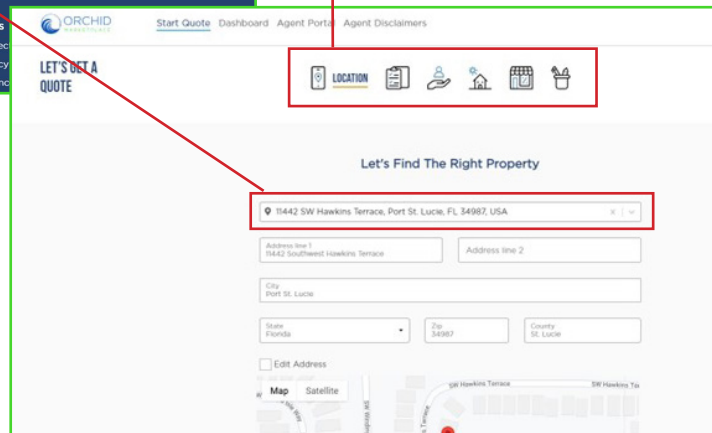 ORCHID
MARKETPLACE
Start Quote Dashboard Agent Portal Agent Disclaimers
LET'S GET A
QUOTE
LOCATION
Let's Find The Right Property
11442 SW Hawkins Terrace, Port St. Lucie, FL 34987, USA
Address line 1
11442 Southwest Hawkins Terrace
Address line 2
City
Port St. Lucie
State
Florida
Zip
34987
County
St. Lucie
Edit Address
Map Satellite
SW Hawkins Terrace